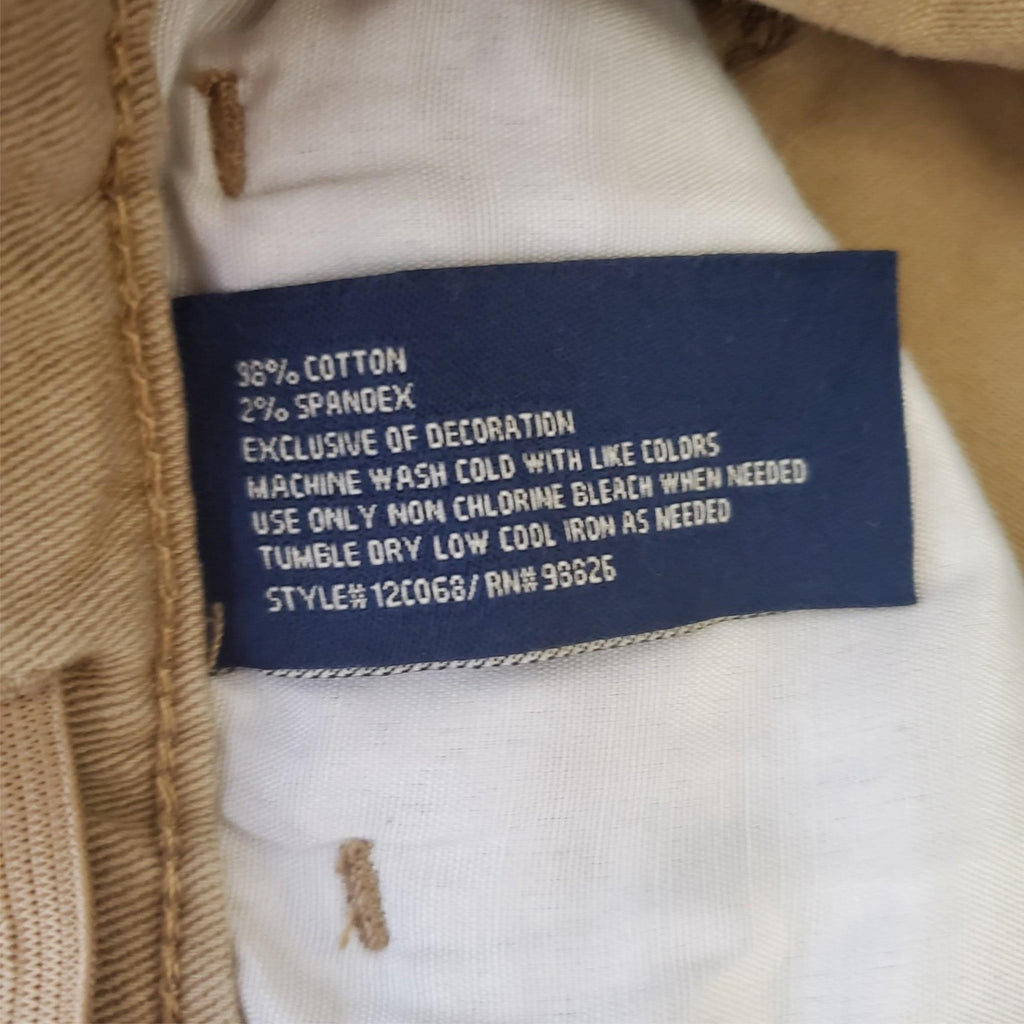 98% COTTON
2% SPANDEX
EXCLUSIVE OF DECORATION
MACHINE WASH COLD WITH LIKE COLORS
USE ONLY NON CHLORINE BLEACH WHEN NEEDED
TUMBLE DRY LOW COOL IRON AS NEEDED
STYLE# 12C068/ RN# 98826